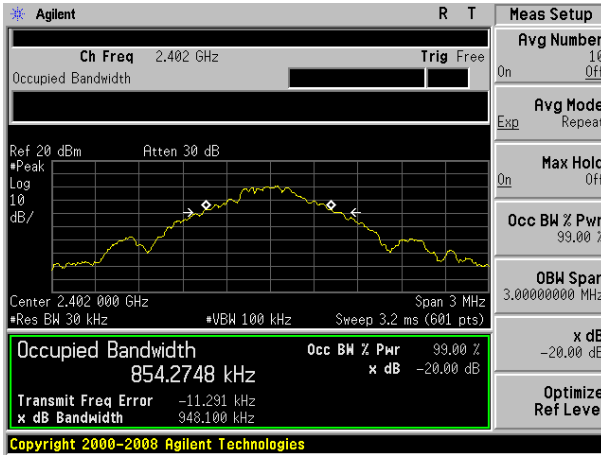 Agilent R T Meas Setup
Avg Number
10
On Off
Ch Freq 2.402 GHz Trig Free
Occupied Bandwidth
Avg Mode
Exp Repeat
Ref 20 dBm Atten 30 dB
#Peak
Log
10
dB/
Max Hold
On Off
Occ BW % Pwr
99.00 %
OBW Span
3.00000000 MHz
Center 2.402 000 GHz Span 3 MHz
#Res BW 30 kHz #VBW 100 kHz Sweep 3.2 ms (601 pts)
x dB
-20.00 dB
Occupied Bandwidth Occ BW % Pwr 99.00 %
854.2748 kHz x dB -20.00 dB
Transmit Freq Error -11.291 kHz
x dB Bandwidth 948.100 kHz
Optimize
Ref Level
Copyright 2000-2008 Agilent Technologies